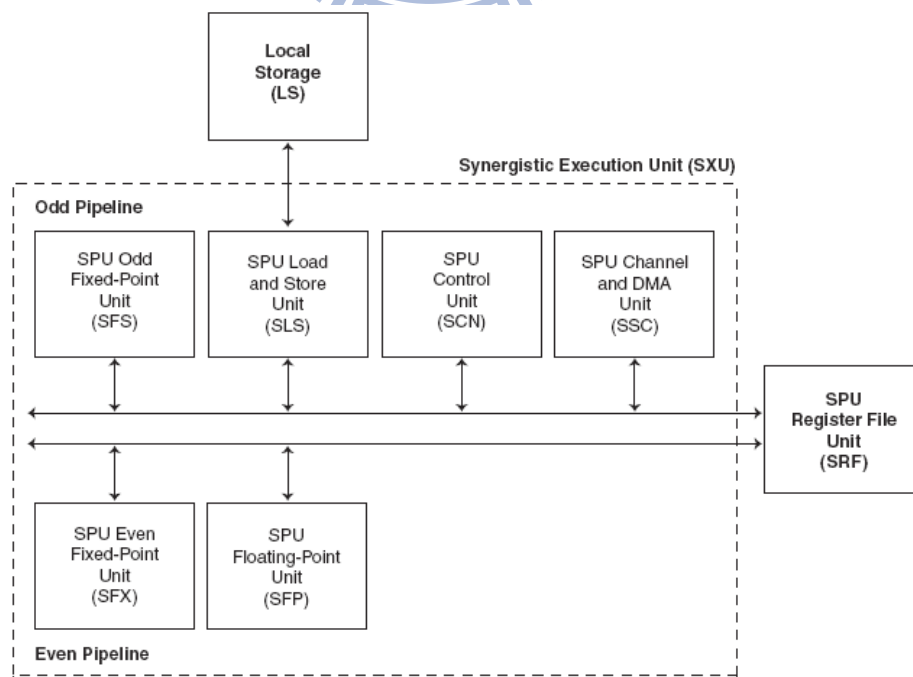 Local
Storage
(LS)
Synergistic Execution Unit (SXU)
Odd Pipeline
SPU Odd
Fixed-Point
Unit
(SFS)
SPU Load
and Store
Unit
(SLS)
SPU
Control
Unit
(SCN)
SPU Channel
and DMA
Unit
(SSC)
SPU
Register File
Unit
(SRF)
SPU Even
Fixed-Point
Unit
(SFX)
SPU
Floating-Point
Unit
(SFP)
Even Pipeline